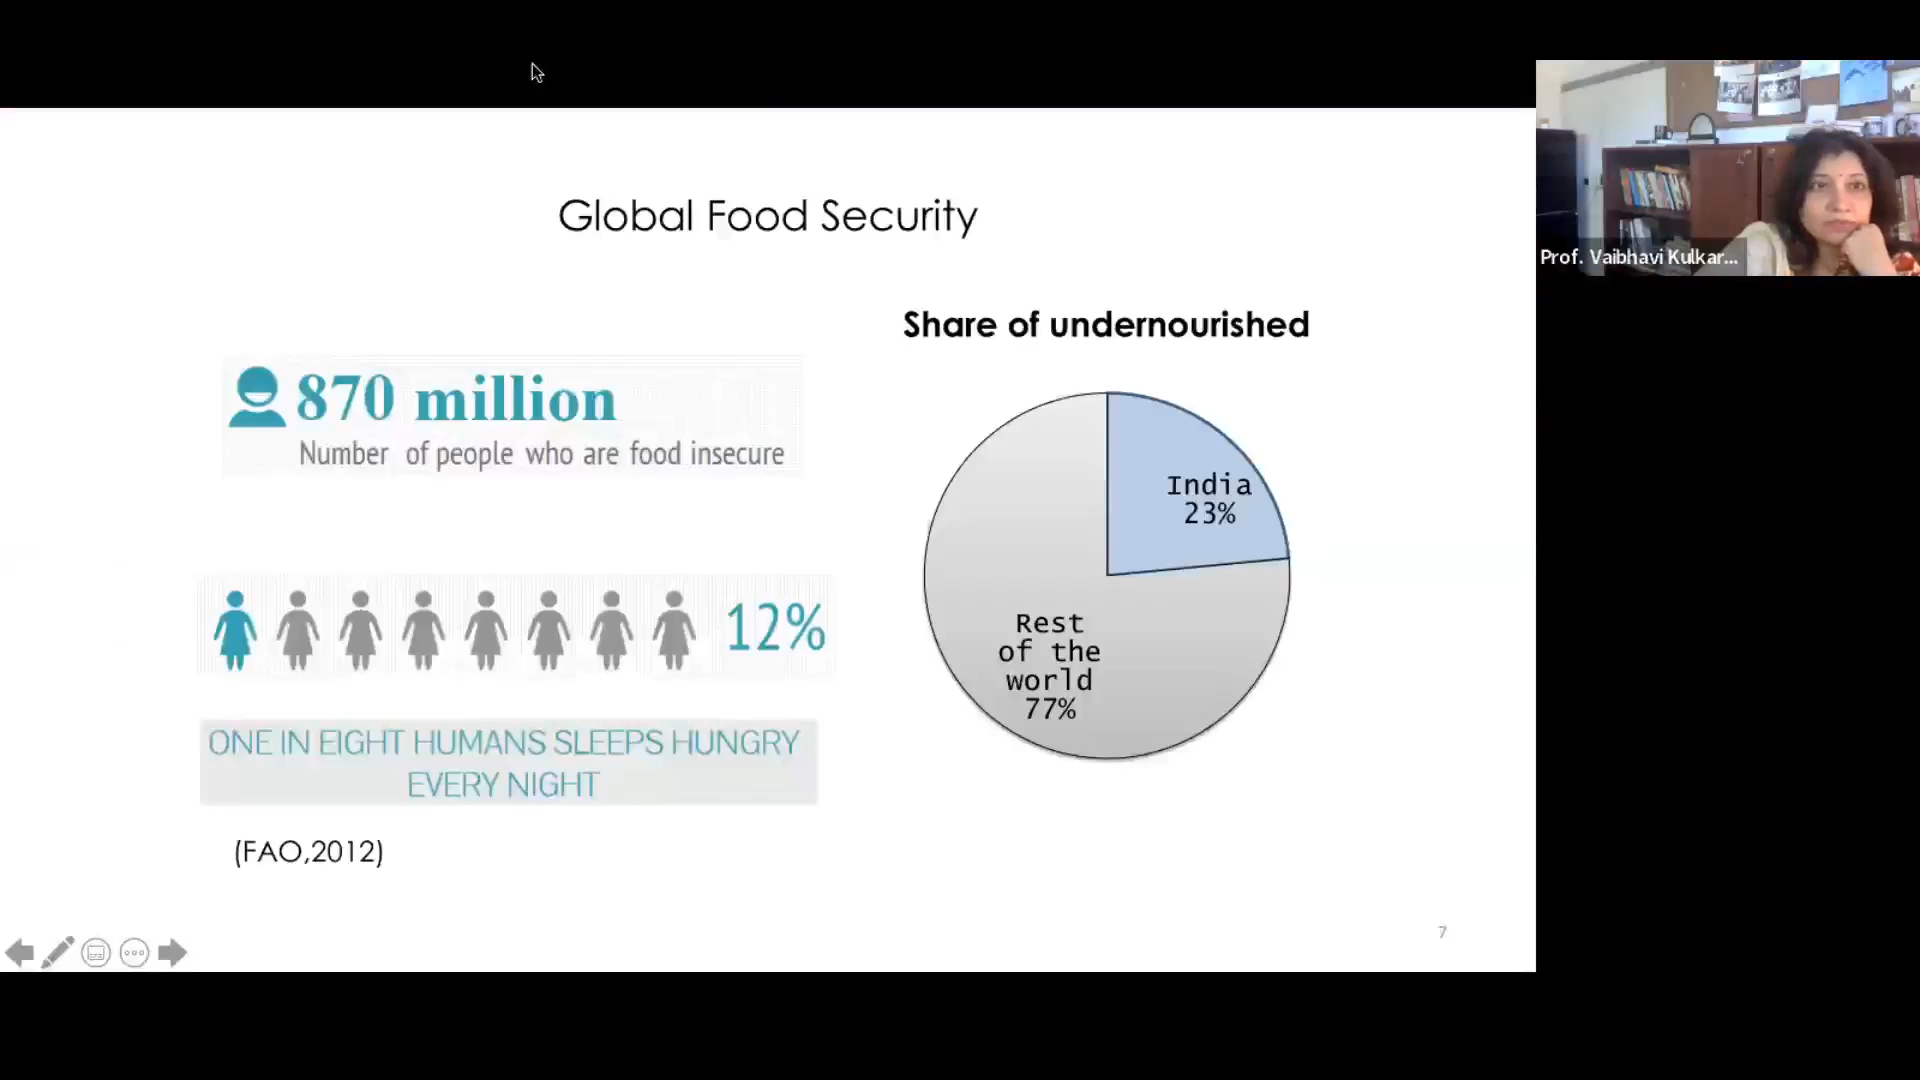 Global Food Security
870 million
Number of people who are food insecure
12%
ONE IN EIGHT HUMANS SLEEPS HUNGRY
EVERY NIGHT
(FAO,2012)
Share of undernourished
India
23%
Rest
of the
world
77%
7
Prof. Vaibhavi Kulkar...